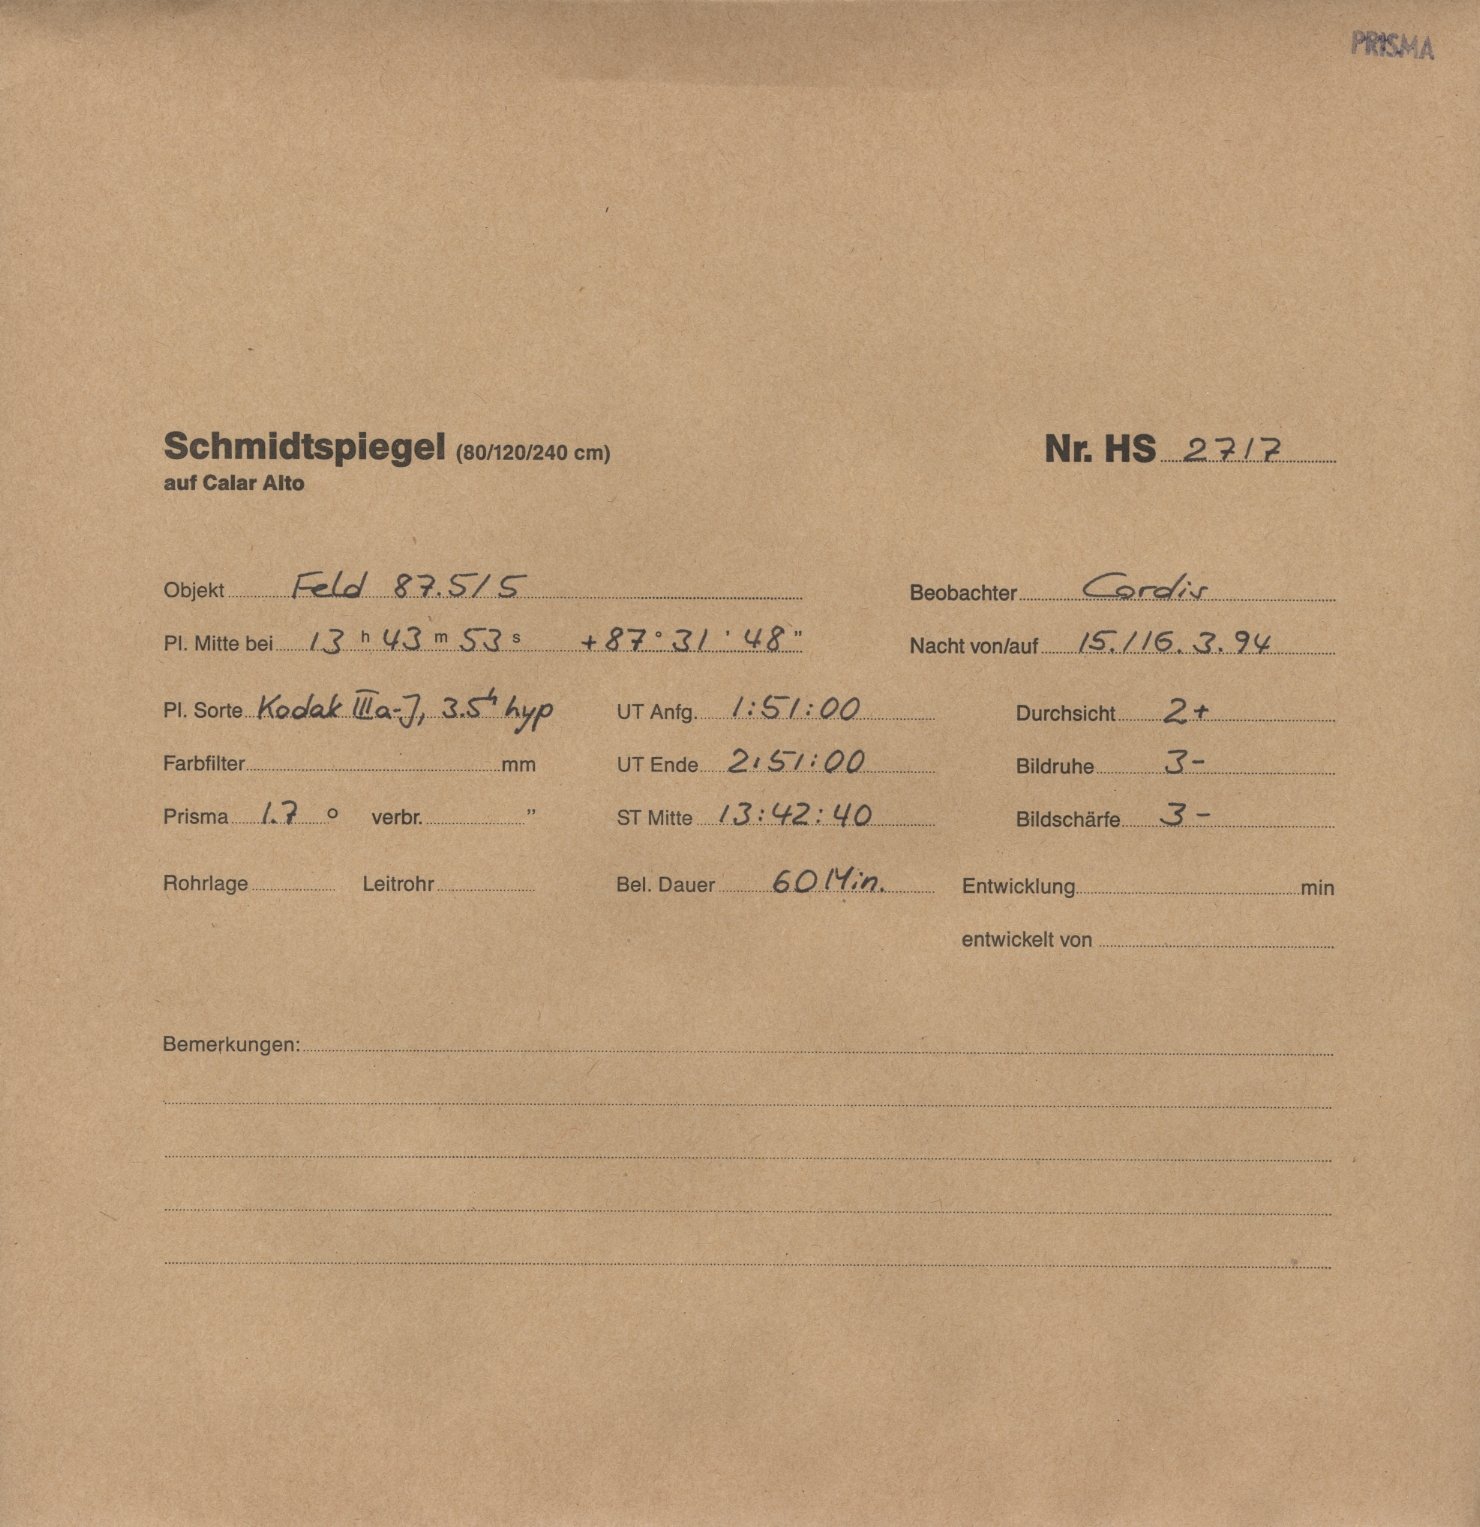 PRISMA
Schmidtspiegel (80/120/240 cm) Nr. HS 2717
auf Calar Alto
Objekt Feld 87.5/5 Beobachter Cordis
Pl. Mitte bei 13 h 43 m 53 s +87° 31' 48" Nacht von/auf 15./16. 3. 94
Pl. Sorte Kodak IIIa-J, 3.5h hyp UT Anfg. 1:51:00 Durchsicht 2+
Farbfilter mm UT Ende 2:51:00 Bildruhe 3-
Prisma 1.7 ° verbr. " ST Mitte 13:42:40 Bildschärfe 3-
Rohrlage Leitrohr Bel. Dauer 60 Min. Entwicklung min
entwickelt von
Bemerkungen: